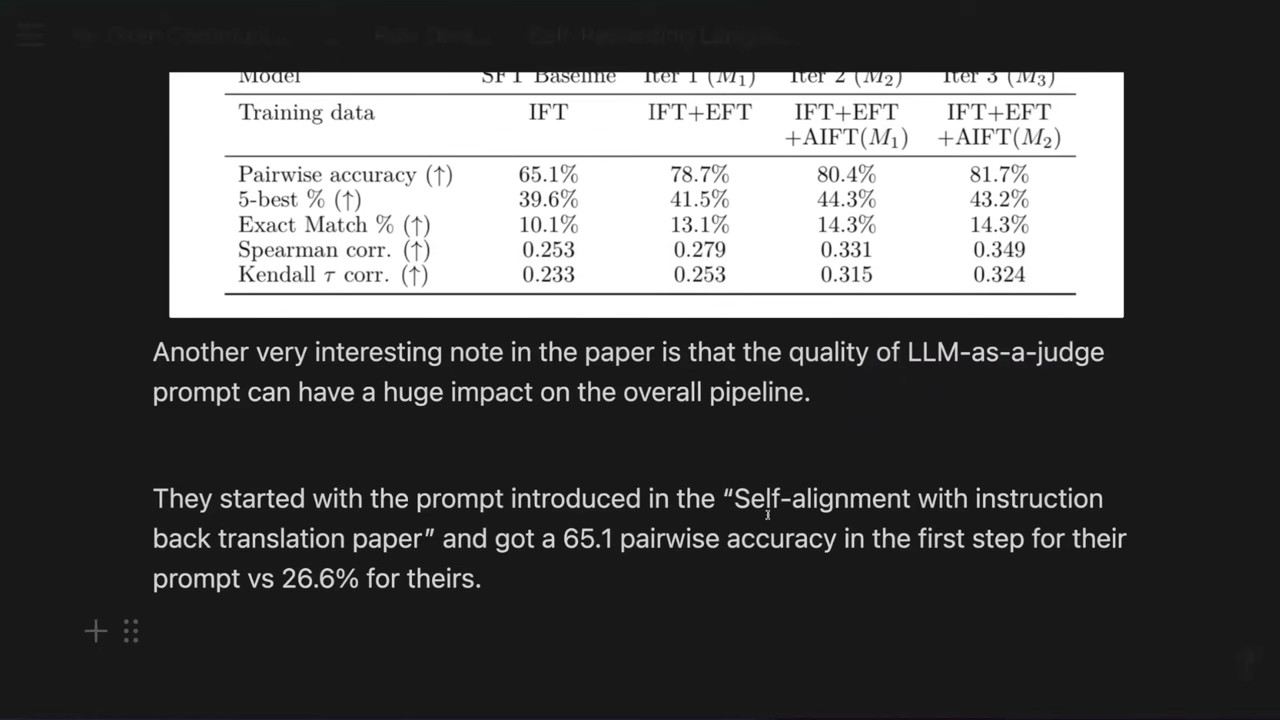 Model SFT Baseline Iter 1 (M₁) Iter 2 (M₂) Iter 3 (M₃)
Training data IFT IFT+EFT IFT+EFT IFT+EFT
+AIFT(M₁) +AIFT(M₂)
Pairwise accuracy (↑) 65.1% 78.7% 80.4% 81.7%
5-best % (↑) 39.6% 41.5% 44.3% 43.2%
Exact Match % (↑) 10.1% 13.1% 14.3% 14.3%
Spearman corr. (↑) 0.253 0.279 0.331 0.349
Kendall τ corr. (↑) 0.233 0.253 0.315 0.324
Another very interesting note in the paper is that the quality of LLM-as-a-judge
prompt can have a huge impact on the overall pipeline.
They started with the prompt introduced in the “Self-alignment with instruction
back translation paper” and got a 65.1 pairwise accuracy in the first step for their
prompt vs 26.6% for theirs.